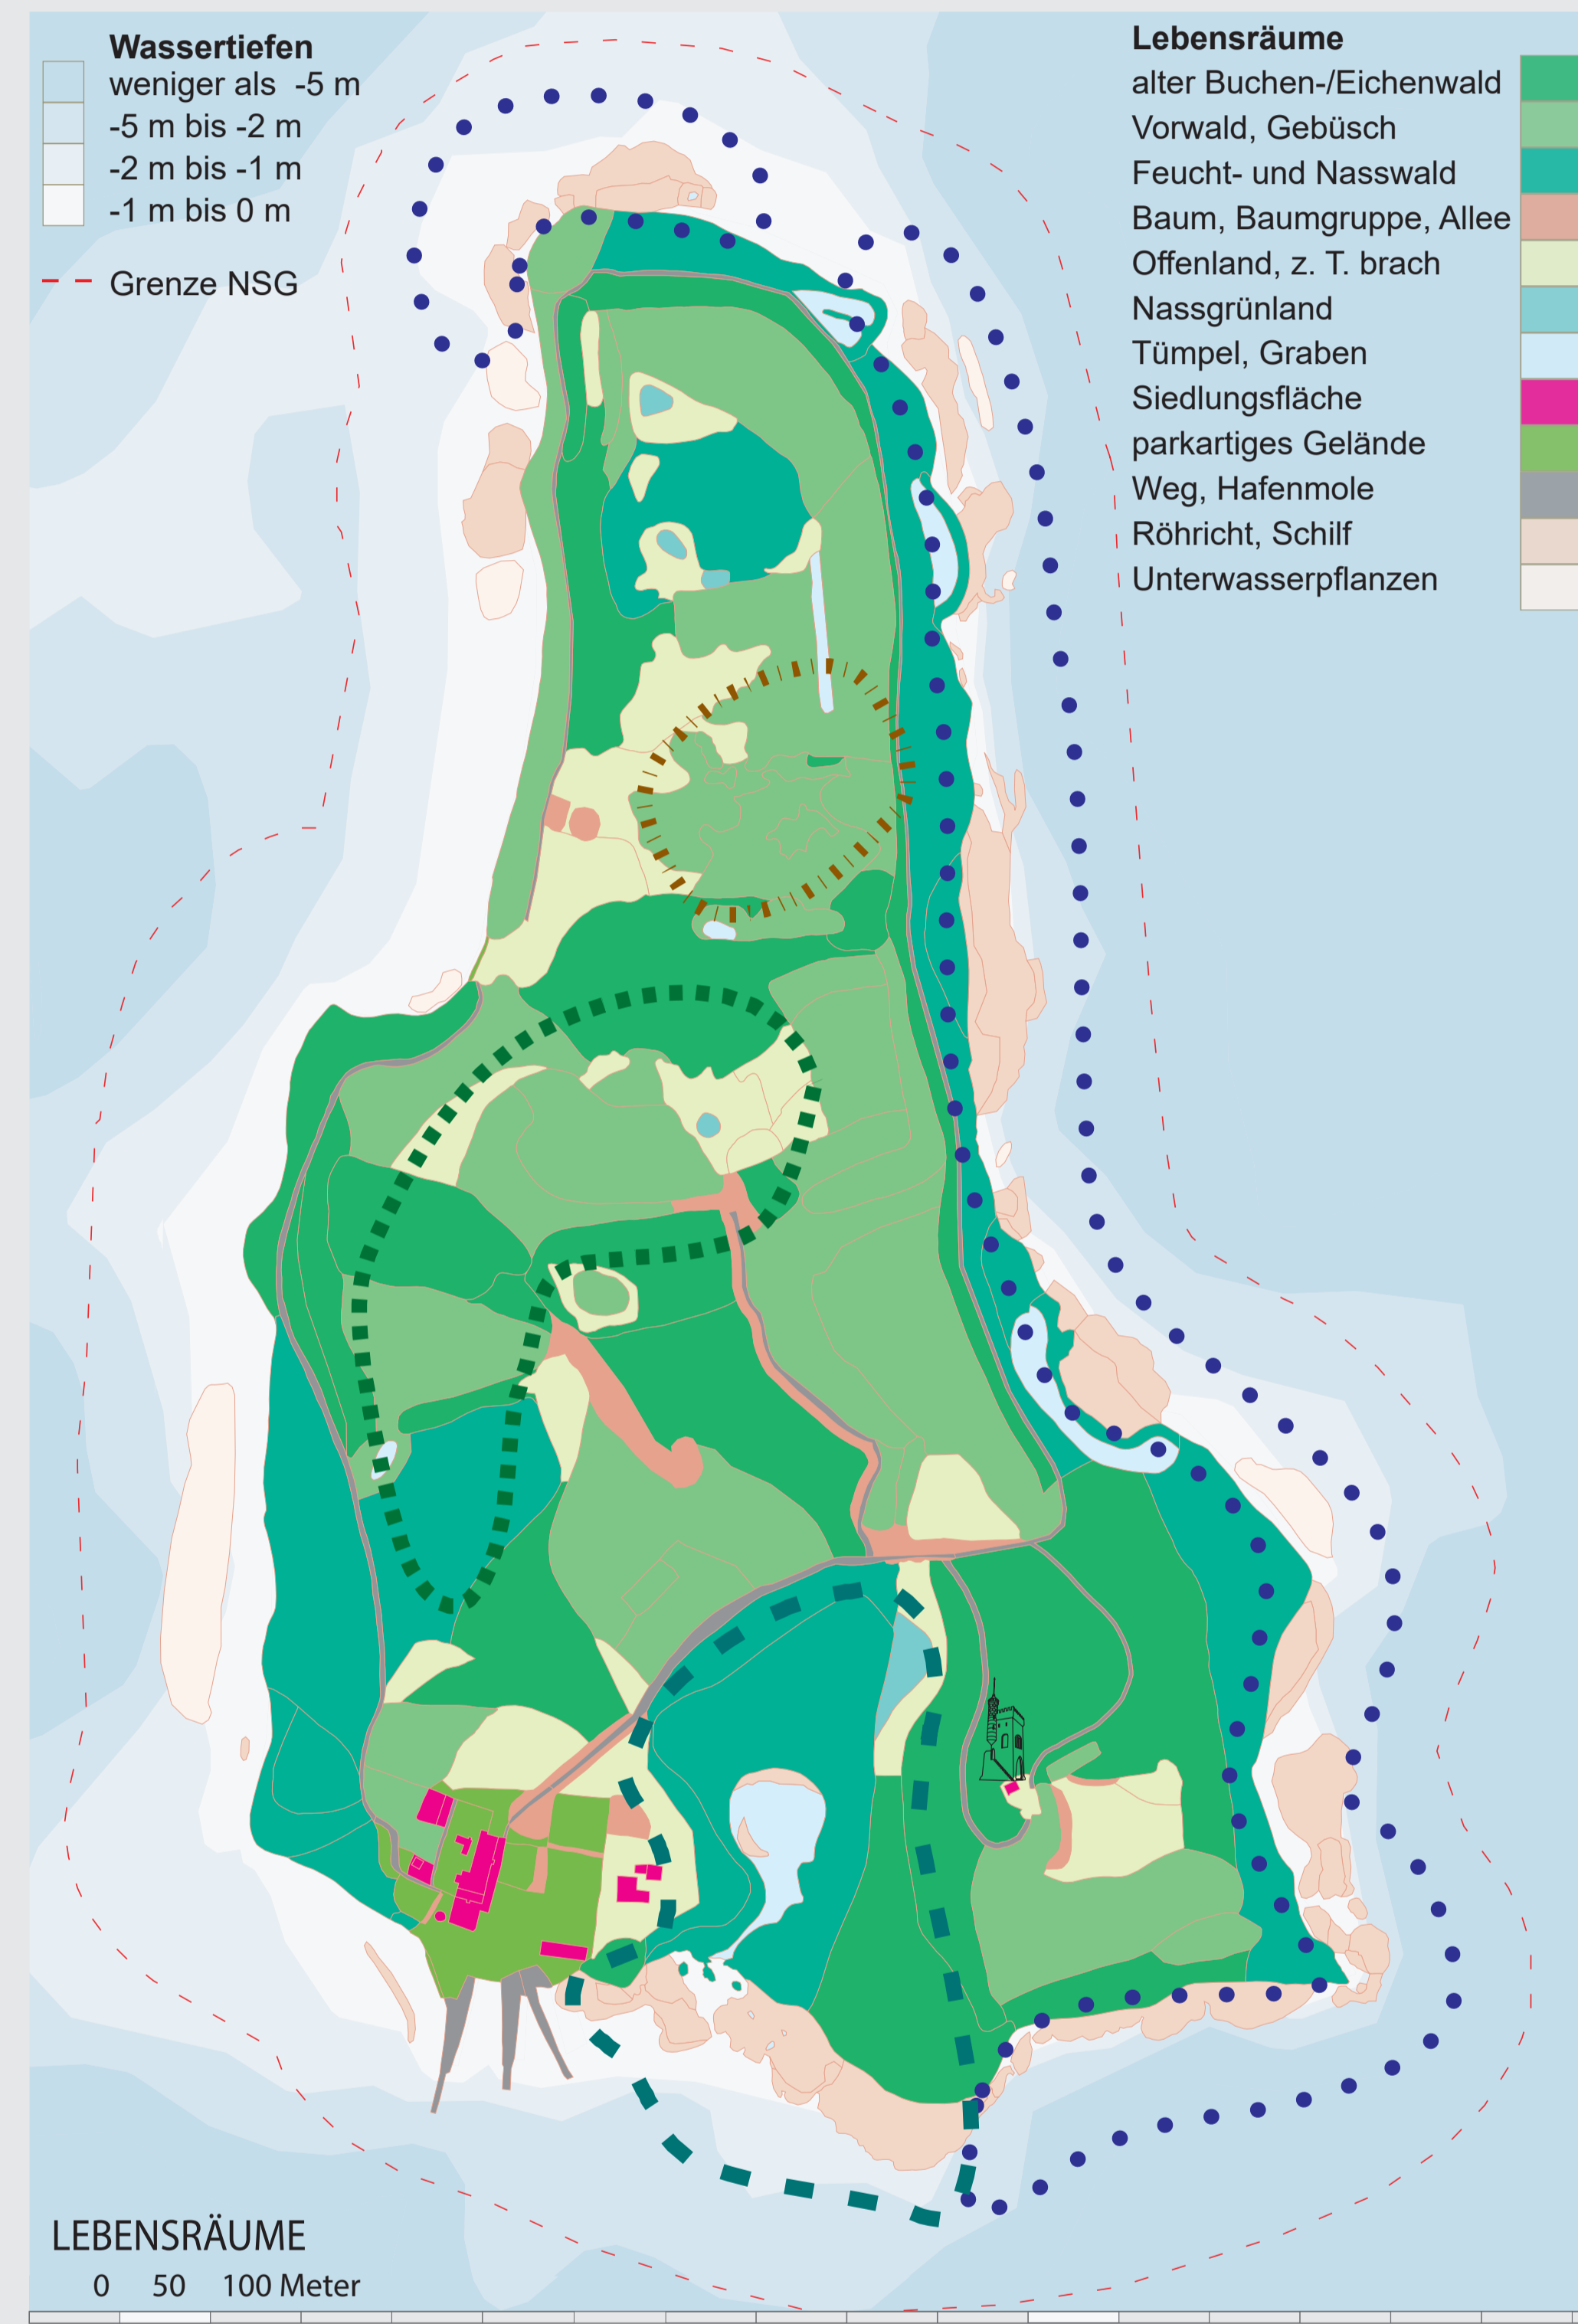 Wassertiefen
weniger als -5 m
-5 m bis -2 m
-2 m bis -1 m
-1 m bis 0 m
Grenze NSG
Lebensräume
alter Buchen-/Eichenwald
Vorwald, Gebüsch
Feucht- und Nasswald
Baum, Baumgruppe, Allee
Offenland, z. T. brach
Nassgrünland
Tümpel, Graben
Siedlungsfläche
parkartiges Gelände
Weg, Hafenmole
Röhricht, Schilf
Unterwasserpflanzen
LEBENSRÄUME
0 50 100 Meter